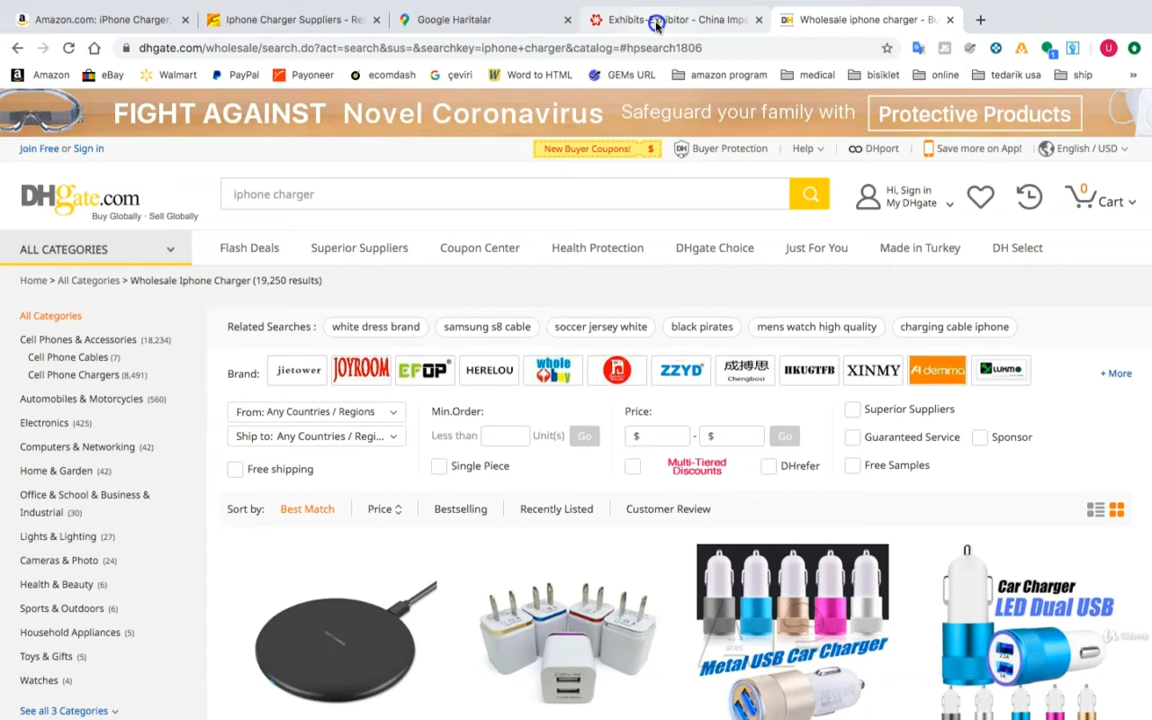 Amazon.com: iPhone Charger,
Iphone Charger Suppliers - Rel
Google Haritalar
Exhibits-Exhibitor - China Impo
Wholesale iphone charger - Bu
dhgate.com/wholesale/search.do?act=search&sus=&searchkey=iphone+charger&catalog=#hpsearch1806
Amazon eBay Walmart PayPal Payoneer ecomdash çeviri Word to HTML GEMs URL amazon program medical bisiklet online tedarik usa ship
FIGHT AGAINST Novel Coronavirus Safeguard your family with Protective Products
Join Free or Sign in
New Buyer Coupons! $ Buyer Protection Help DHport Save more on App! English / USD
DHgate.com
Buy Globally · Sell Globally
iphone charger
Hi, Sign in
My DHgate
0
Cart
ALL CATEGORIES
Flash Deals Superior Suppliers Coupon Center Health Protection DHgate Choice Just For You Made in Turkey DH Select
Home > All Categories > Wholesale Iphone Charger (19,250 results)
All Categories
Cell Phones & Accessories (18,234)
Cell Phone Cables (7)
Cell Phone Chargers (8,491)
Automobiles & Motorcycles (560)
Electronics (425)
Computers & Networking (42)
Home & Garden (42)
Office & School & Business &
Industrial (30)
Lights & Lighting (27)
Cameras & Photo (24)
Health & Beauty (6)
Sports & Outdoors (6)
Household Appliances (5)
Toys & Gifts (5)
Watches (4)
See all 3 Categories
Related Searches : white dress brand samsung s8 cable soccer jersey white black pirates mens watch high quality charging cable iphone
Brand: jietower JOYROOM EFOP HERELOU whole buy ZZYD 成搏思 Chengbosi HKUGTFB XINMY demma LUXMO
+ More
From: Any Countries / Regions
Min.Order:
Price:
Superior Suppliers
Ship to: Any Countries / Regi...
Less than Unit(s) Go
$ - $ Go
Guaranteed Service Sponsor
Free shipping
Single Piece
Multi-Tiered
Discounts
DHrefer
Free Samples
Sort by: Best Match Price Bestselling Recently Listed Customer Review
Metal USB Car Charger
Car Charger
LED Dual USB
Udemy